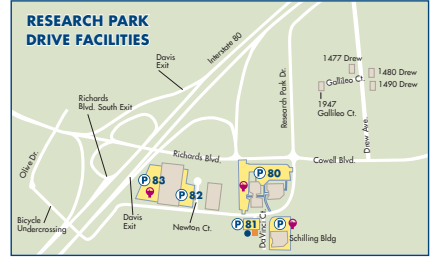 RESEARCH PARK
DRIVE FACILITIES
Davis
Exit
Interstate 80
Research Park Dr.
1477 Drew
1480 Drew
Gallileo Ct.
1490 Drew
1947
Gallileo Ct.
Drew Ave.
Richards
Blvd. South Exit
Olive Dr.
Richards Blvd.
Cowell Blvd.
P 83
P 82
P 80
P 81
DaVinci Ct.
P
Schilling Bldg
Bicycle
Undercrossing
Davis
Exit
Newton Ct.